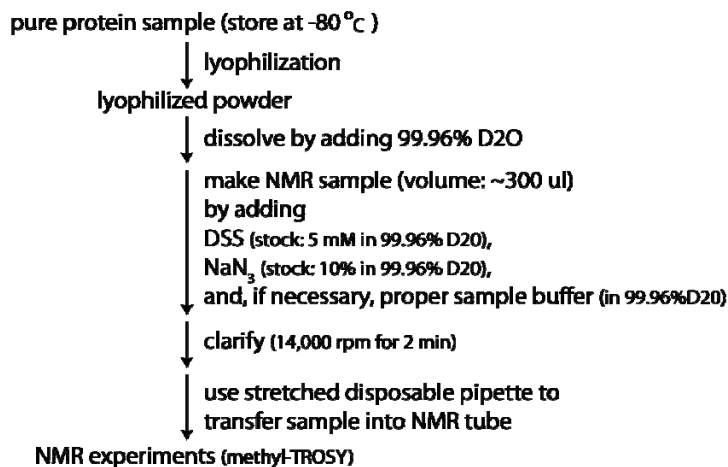 pure protein sample (store at -80 °C )
lyophilization
lyophilized powder
dissolve by adding 99.96% D2O
make NMR sample (volume: ~300 ul)
by adding
DSS (stock: 5 mM in 99.96% D20),
NaN₃ (stock: 10% in 99.96% D20),
and, if necessary, proper sample buffer (in 99.96%D20)
clarify (14,000 rpm for 2 min)
use stretched disposable pipette to
transfer sample into NMR tube
NMR experiments (methyl-TROSY)